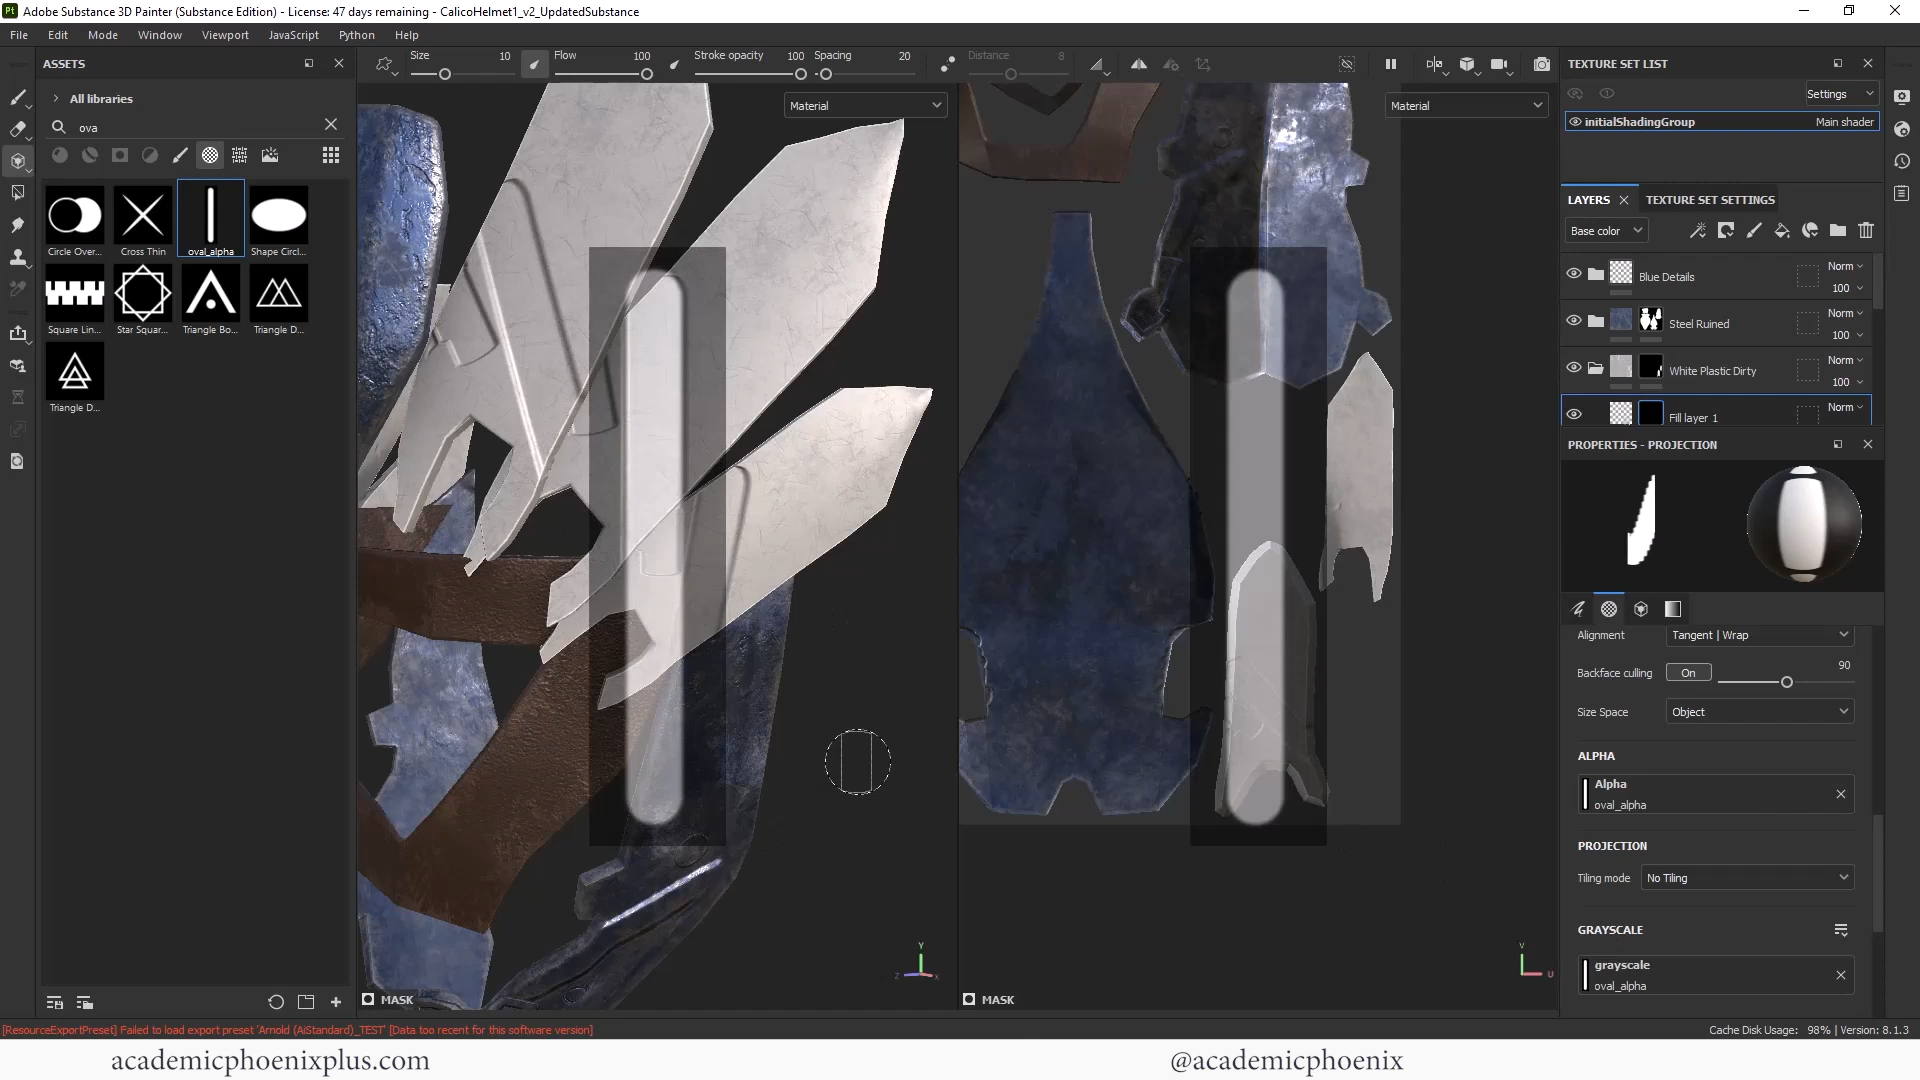 Pt Adobe Substance 3D Painter (Substance Edition) - License: 47 days remaining - CalicoHelmet1_v2_UpdatedSubstance
File Edit Mode Window Viewport JavaScript Python Help
ASSETS
All libraries
ova
Circle Over...
Cross Thin
oval_alpha
Shape Circl...
Square Lin...
Star Squar...
Triangle Bo...
Triangle D...
Triangle D...
Size 10
Flow 100
Stroke opacity 100
Spacing 20
Distance 8
Material
Material
Y
Z
X
V
U
MASK
MASK
TEXTURE SET LIST
Settings
initialShadingGroup Main shader
LAYERS
TEXTURE SET SETTINGS
Base color
Blue Details Norm 100
Steel Ruined Norm 100
White Plastic Dirty Norm 100
Fill layer 1 Norm
PROPERTIES - PROJECTION
Alignment Tangent | Wrap
Backface culling On 90
Size Space Object
ALPHA
Alpha
oval_alpha
PROJECTION
Tiling mode No Tiling
GRAYSCALE
grayscale
oval_alpha
[ResourceExportPreset] Failed to load export preset 'Arnold (AiStandard)_TEST' [Data too recent for this software version]
Cache Disk Usage: 98% | Version: 8.1.3
academicphoenixplus.com
@academicphoenix